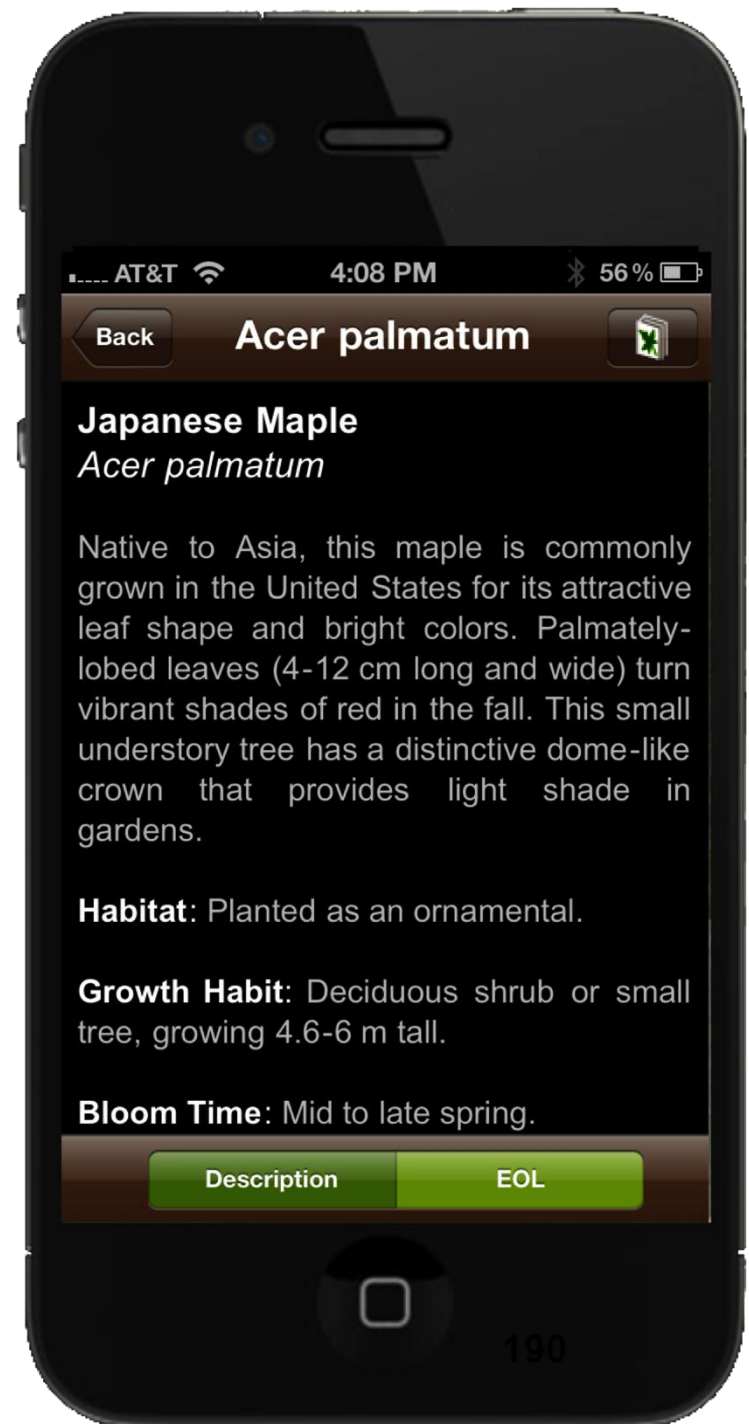 AT&T 4:08 PM 56%
Back Acer palmatum
Japanese Maple
Acer palmatum
Native to Asia, this maple is commonly
grown in the United States for its attractive
leaf shape and bright colors. Palmately-
lobed leaves (4-12 cm long and wide) turn
vibrant shades of red in the fall. This small
understory tree has a distinctive dome-like
crown that provides light shade in
gardens.
Habitat: Planted as an ornamental.
Growth Habit: Deciduous shrub or small
tree, growing 4.6-6 m tall.
Bloom Time: Mid to late spring.
Description EOL
190